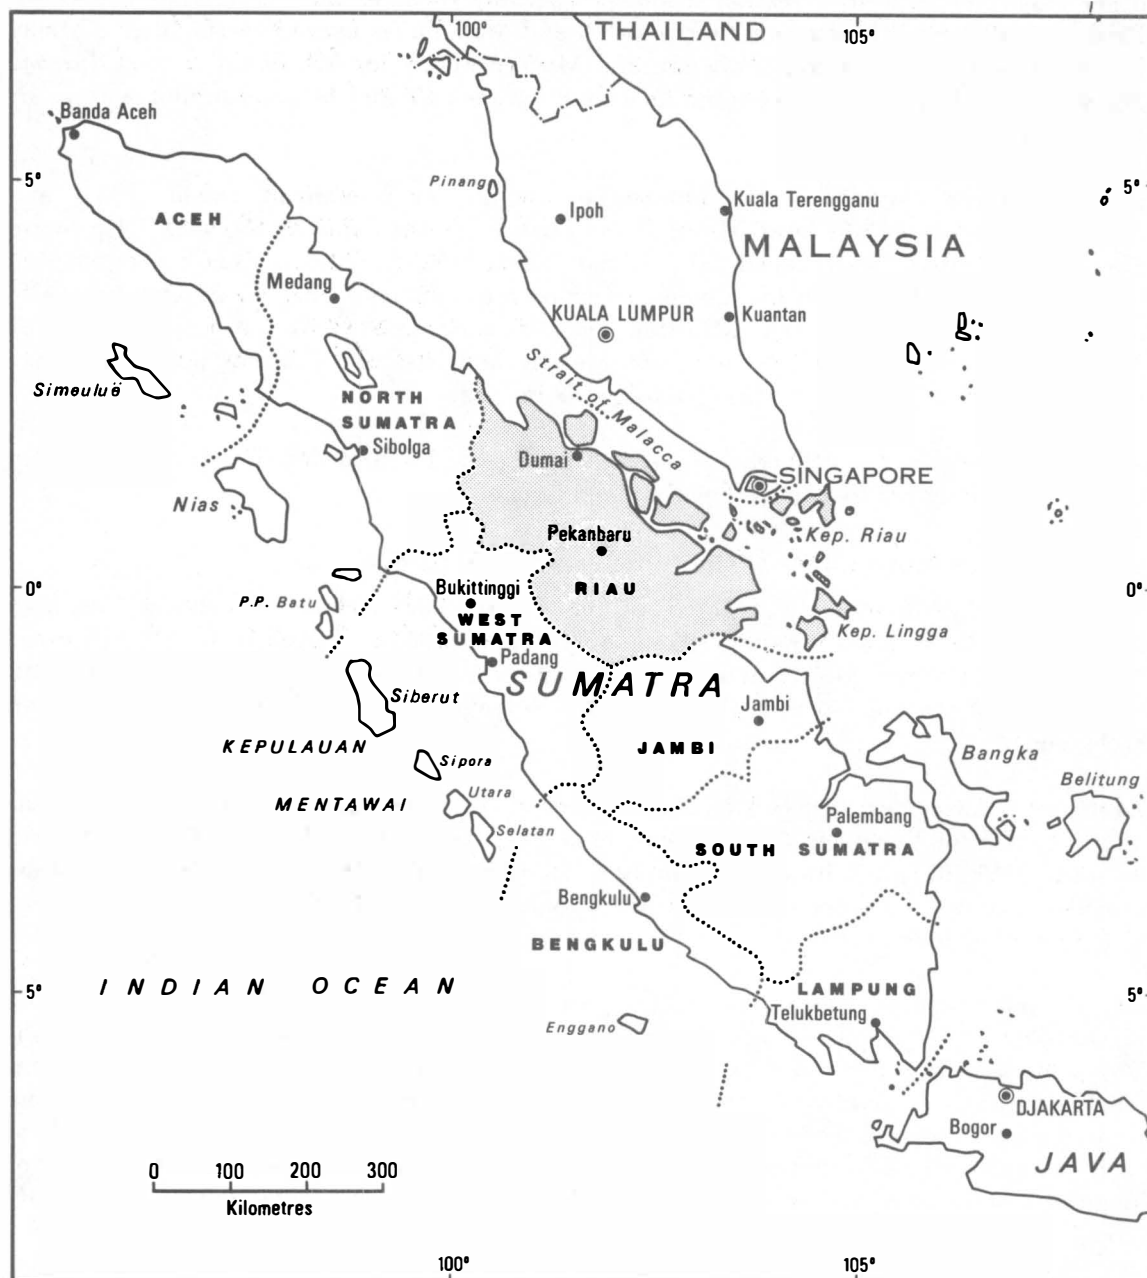 100°
THAILAND
105°
Banda Aceh
5°
5°
Pinang
Ipoh
Kuala Terengganu
ACEH
MALAYSIA
Medang
KUALA LUMPUR
Kuantan
Simeuluë
Strait of Malacca
NORTH
SUMATRA
Sibolga
Dumai
SINGAPORE
Nias
Pekanbaru
Kep. Riau
0°
0°
P.P. Batu
Bukittinggi
RIAU
WEST
SUMATRA
Kep. Lingga
Padang
SUMATRA
Siberut
Jambi
KEPULAUAN
JAMBI
Sipora
Bangka
Belitung
MENTAWAI
Utara
Selatan
Palembang
SOUTH SUMATRA
Bengkulu
BENGKULU
INDIAN OCEAN
LAMPUNG
5°
Telukbetung
Enggano
DJAKARTA
Bogor
JAVA
0 100 200 300
Kilometres
100°
105°